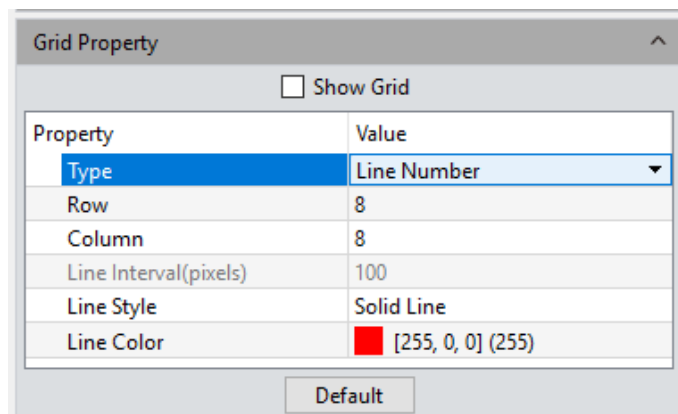 Grid Property
Show Grid
Property Value
Type Line Number
Row 8
Column 8
Line Interval(pixels) 100
Line Style Solid Line
Line Color [255, 0, 0] (255)
Default